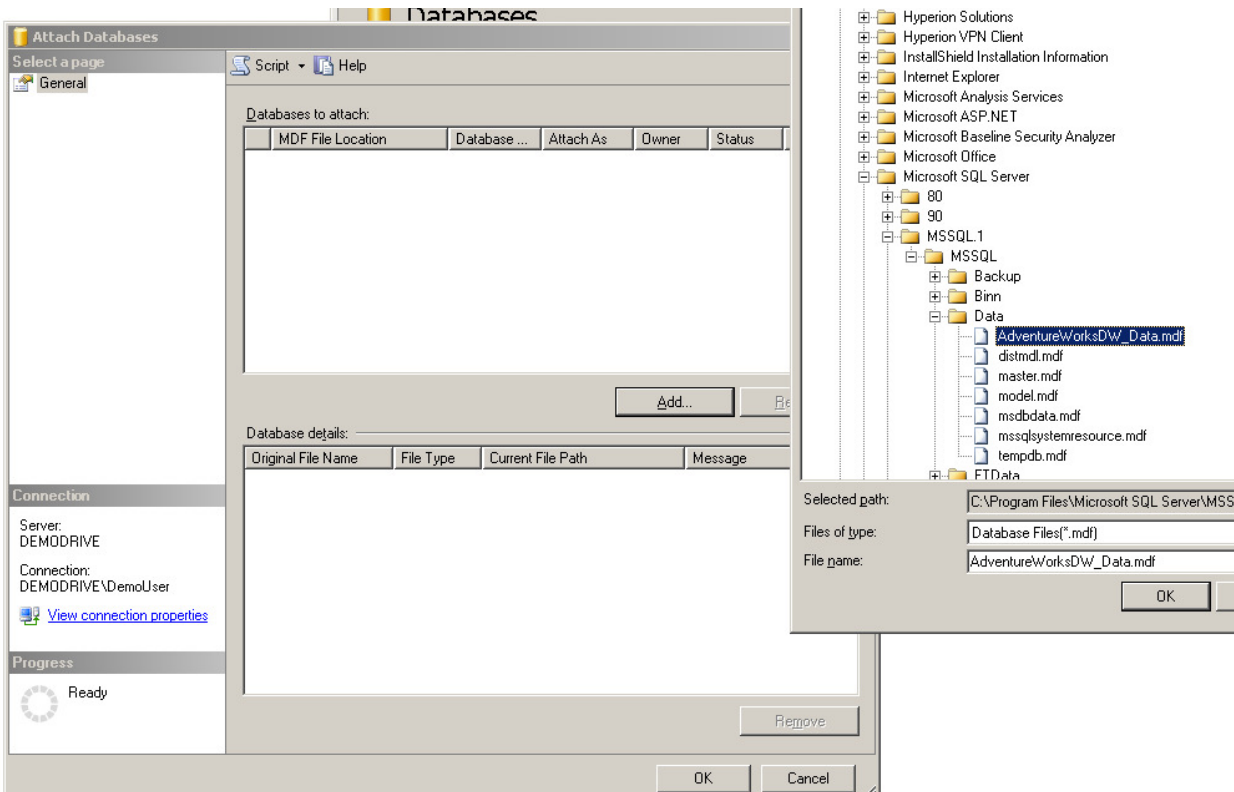 Databases
Attach Databases
Select a page
General
Script
Help
Databases to attach:
MDF File Location
Database ...
Attach As
Owner
Status
Add...
Database details:
Original File Name
File Type
Current File Path
Message
Connection
Server:
DEMODRIVE
Connection:
DEMODRIVE\DemoUser
View connection properties
Progress
Ready
Remove
OK
Cancel
Hyperion Solutions
Hyperion VPN Client
InstallShield Installation Information
Internet Explorer
Microsoft Analysis Services
Microsoft ASP.NET
Microsoft Baseline Security Analyzer
Microsoft Office
Microsoft SQL Server
80
90
MSSQL.1
MSSQL
Backup
Binn
Data
AdventureWorksDW_Data.mdf
distmdl.mdf
master.mdf
model.mdf
msdbdata.mdf
mssqlsystemresource.mdf
tempdb.mdf
FTData
Selected path:
C:\Program Files\Microsoft SQL Server\MSS
Files of type:
Database Files(*.mdf)
File name:
AdventureWorksDW_Data.mdf
OK